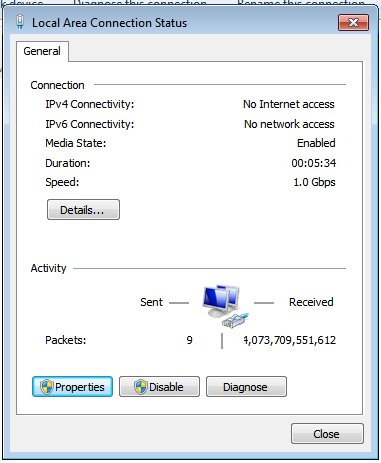 device Diagnose this connection Rename this connection
Local Area Connection Status
General
Connection
IPv4 Connectivity: No Internet access
IPv6 Connectivity: No network access
Media State: Enabled
Duration: 00:05:34
Speed: 1.0 Gbps
Details...
Activity
Sent Received
Packets: 9 4,073,709,551,612
Properties Disable Diagnose
Close